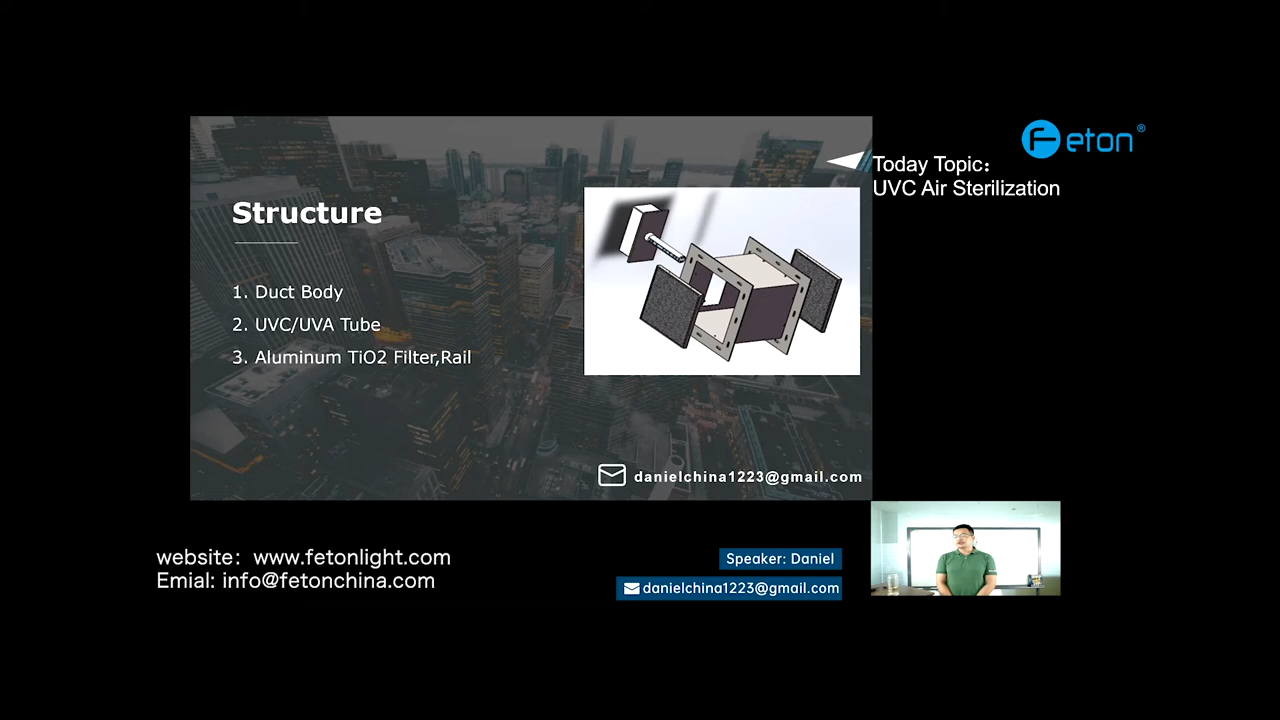 Feton®
Today Topic：
UVC Air Sterilization
Structure
1. Duct Body
2. UVC/UVA Tube
3. Aluminum TiO2 Filter,Rail
danielchina1223@gmail.com
website：www.fetonlight.com
Emial: info@fetonchina.com
Speaker: Daniel
danielchina1223@gmail.com